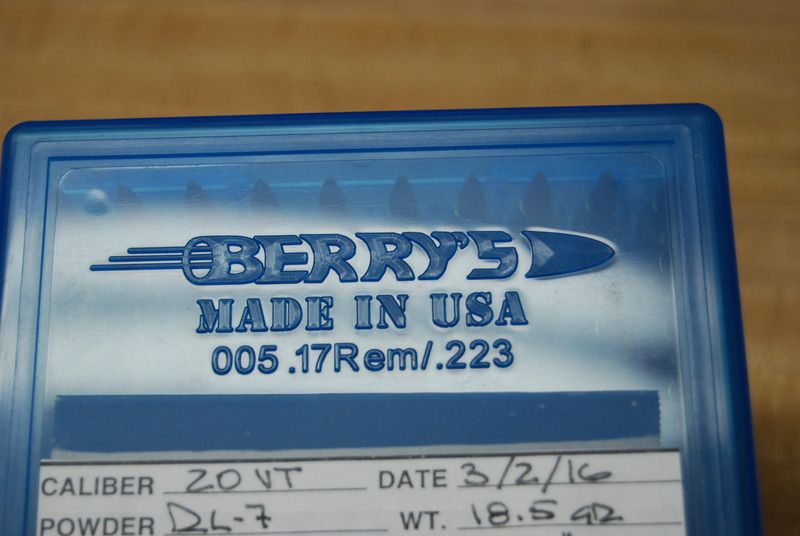 BERRY'S
MADE IN USA
005 .17Rem/.223
CALIBER 20 VT DATE 3/2/16
POWDER RL-7 WT. 18.5 GR